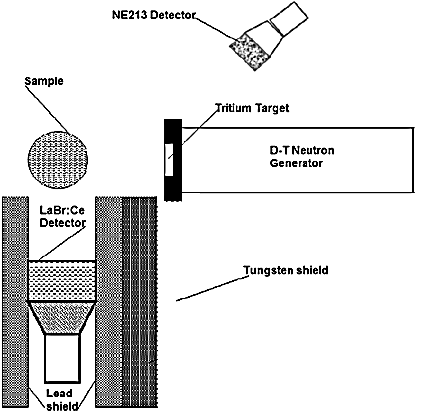 NE213 Detector
Sample
Tritium Target
D-T Neutron
Generator
LaBr:Ce
Detector
Tungsten shield
Lead
shield